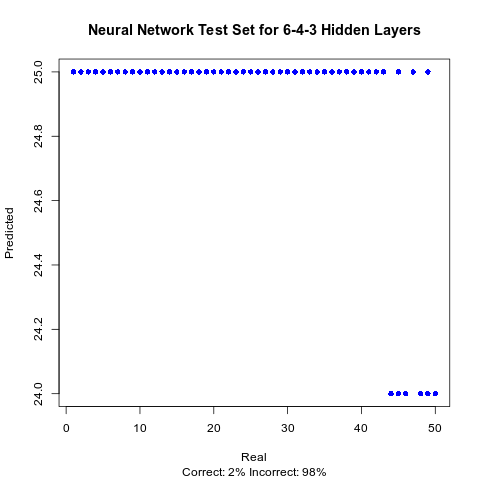 Neural Network Test Set for 6-4-3 Hidden Layers
Predicted
25.0
24.8
24.6
24.4
24.2
24.0
0 10 20 30 40 50
Real
Correct: 2% Incorrect: 98%